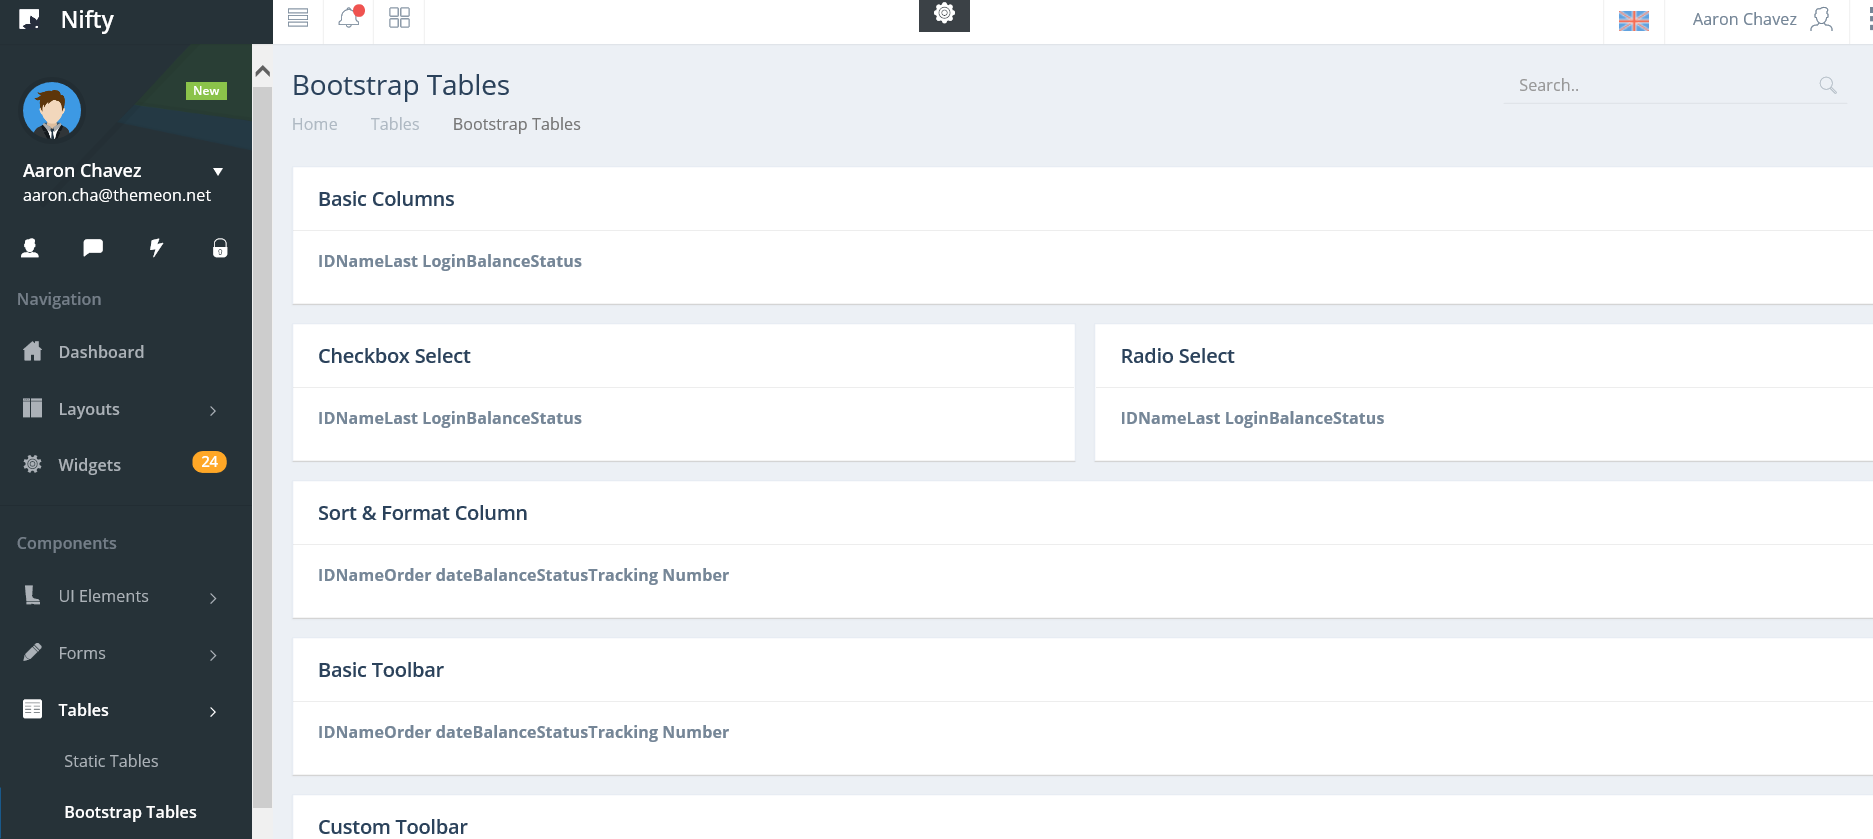 Nifty
Aaron Chavez
New
Aaron Chavez
aaron.cha@themeon.net
Navigation
Dashboard
Layouts
Widgets
24
Components
UI Elements
Forms
Tables
Static Tables
Bootstrap Tables
Bootstrap Tables
Search..
Home Tables Bootstrap Tables
Basic Columns
IDNameLast LoginBalanceStatus
Checkbox Select
IDNameLast LoginBalanceStatus
Radio Select
IDNameLast LoginBalanceStatus
Sort & Format Column
IDNameOrder dateBalanceStatusTracking Number
Basic Toolbar
IDNameOrder dateBalanceStatusTracking Number
Custom Toolbar